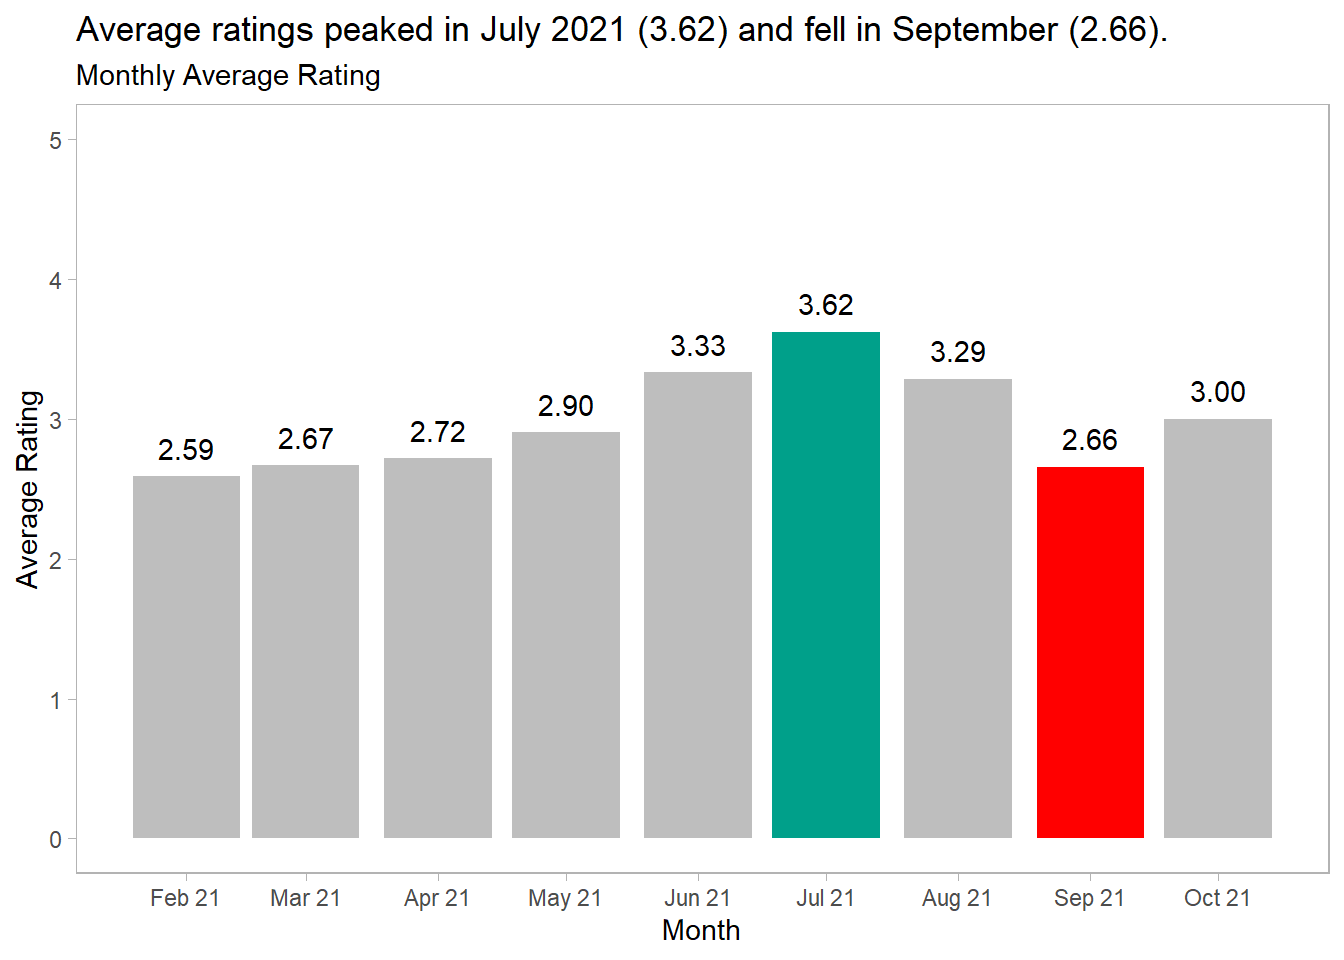 Average ratings peaked in July 2021 (3.62) and fell in September (2.66).
Monthly Average Rating
5
4
3
2
1
0
Average Rating
2.59
2.67
2.72
2.90
3.33
3.62
3.29
2.66
3.00
Feb 21
Mar 21
Apr 21
May 21
Jun 21
Jul 21
Aug 21
Sep 21
Oct 21
Month